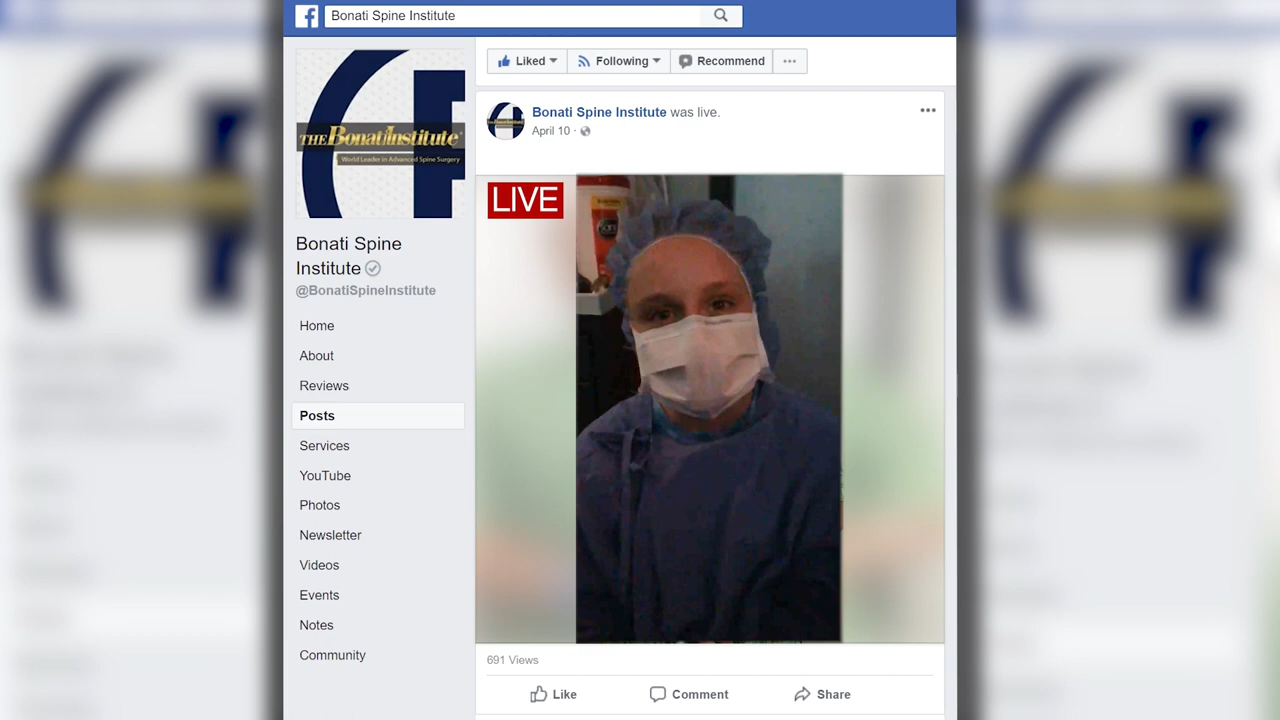 Bonati Spine Institute
THE Bonati Institute
World Leader in Advanced Spine Surgery
Bonati Spine
Institute
@BonatiSpineInstitute
Home
About
Reviews
Posts
Services
YouTube
Photos
Newsletter
Videos
Events
Notes
Community
Liked
Following
Recommend
Bonati Spine Institute was live.
April 10 ·
LIVE
691 Views
Like
Comment
Share